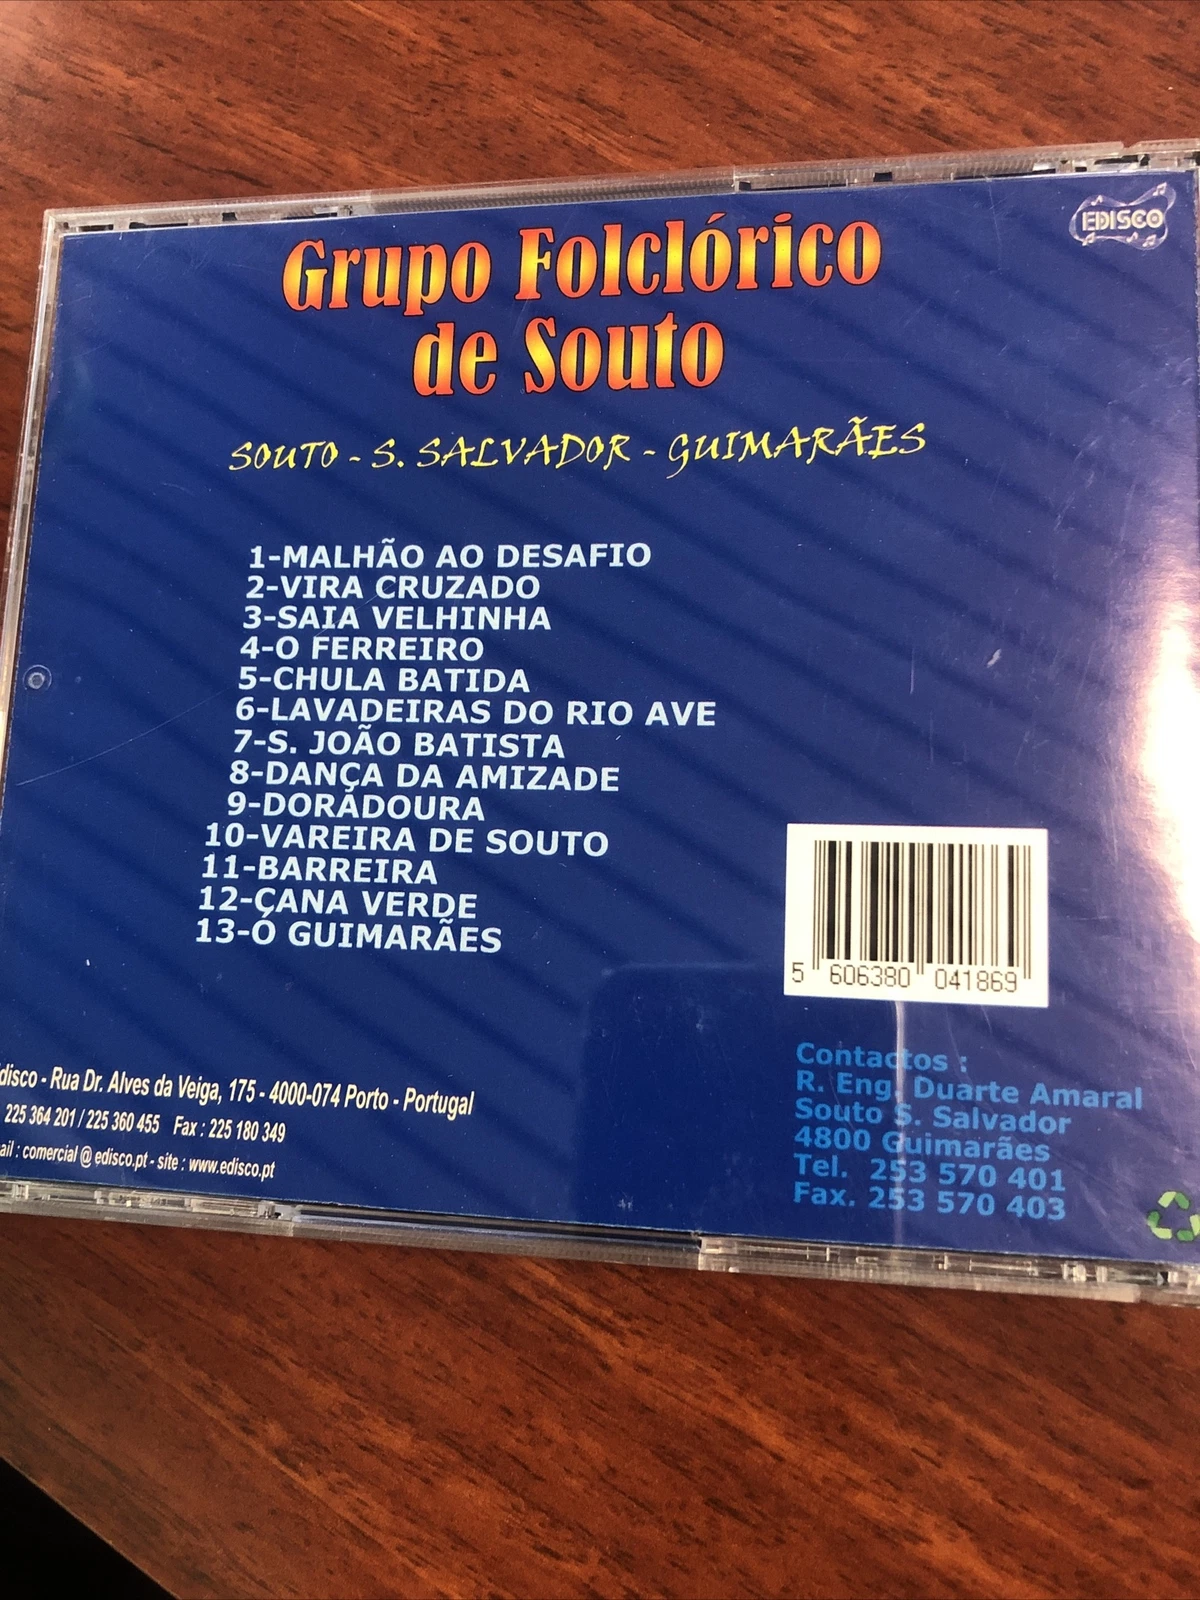 EDISCO
Grupo Folclórico
de Souto
SOUTO - S. SALVADOR - GUIMARÃES
1-MALHÃO AO DESAFIO
2-VIRA CRUZADO
3-SAIA VELHINHA
4-O FERREIRO
5-CHULA BATIDA
6-LAVADEIRAS DO RIO AVE
7-S. JOÃO BATISTA
8-DANÇA DA AMIZADE
9-DORADOURA
10-VAREIRA DE SOUTO
11-BARREIRA
12-CANA VERDE
13-Ó GUIMARÃES
5 606380 041869
disco - Rua Dr. Alves da Veiga, 175 - 4000-074 Porto - Portugal
225 364 201 / 225 360 455 Fax : 225 180 349
ail : comercial @ edisco.pt - site : www.edisco.pt
Contactos :
R. Eng. Duarte Amaral
Souto S. Salvador
4800 Guimarães
Tel. 253 570 401
Fax. 253 570 403